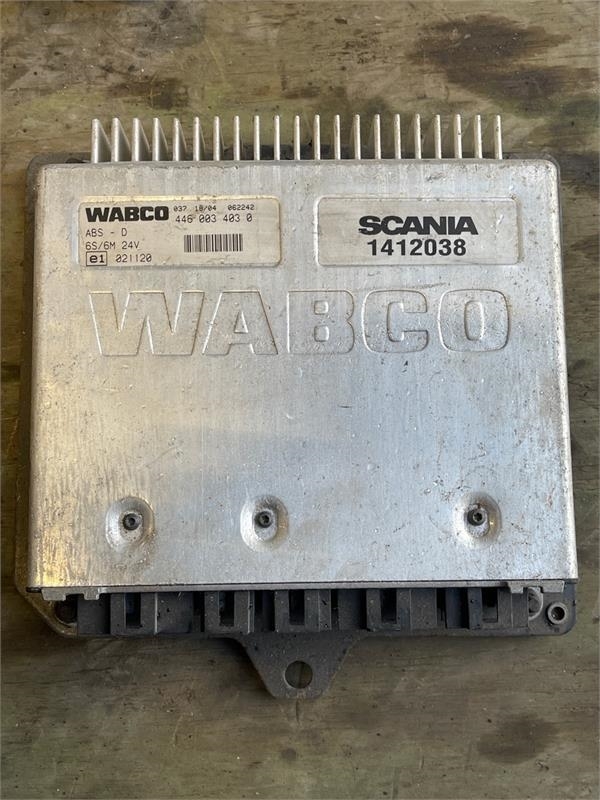 WABCO 037 18/04 062242
446 003 403 0
ABS - D
6S/6M 24V
e1 021120
SCANIA
1412038
WABCO